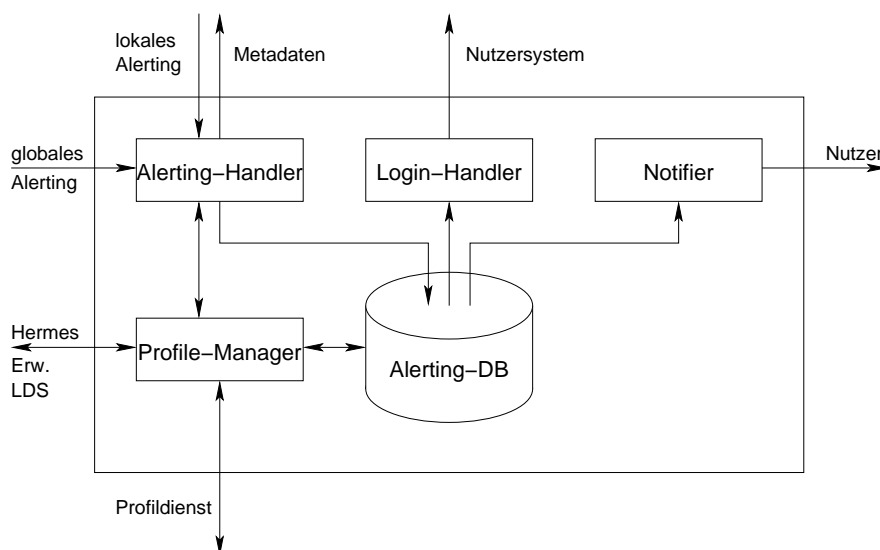 lokales
Alerting
Metadaten
Nutzersystem
globales
Alerting
Alerting–Handler
Login–Handler
Notifier
Nutzer
Hermes
Erw.
LDS
Profile–Manager
Alerting–DB
Profildienst